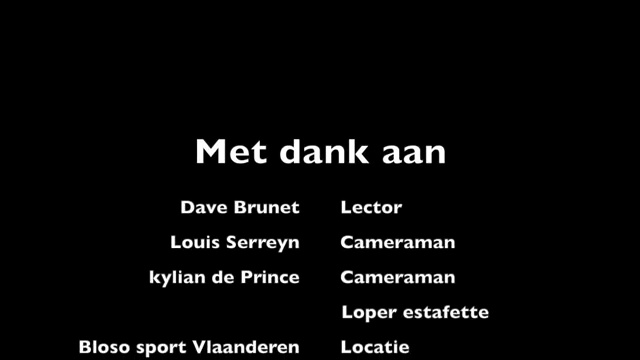 Met dank aan
Dave Brunet Lector
Louis Serreyn Cameraman
kylian de Prince Cameraman
Loper estafette
Bloso sport Vlaanderen Locatie